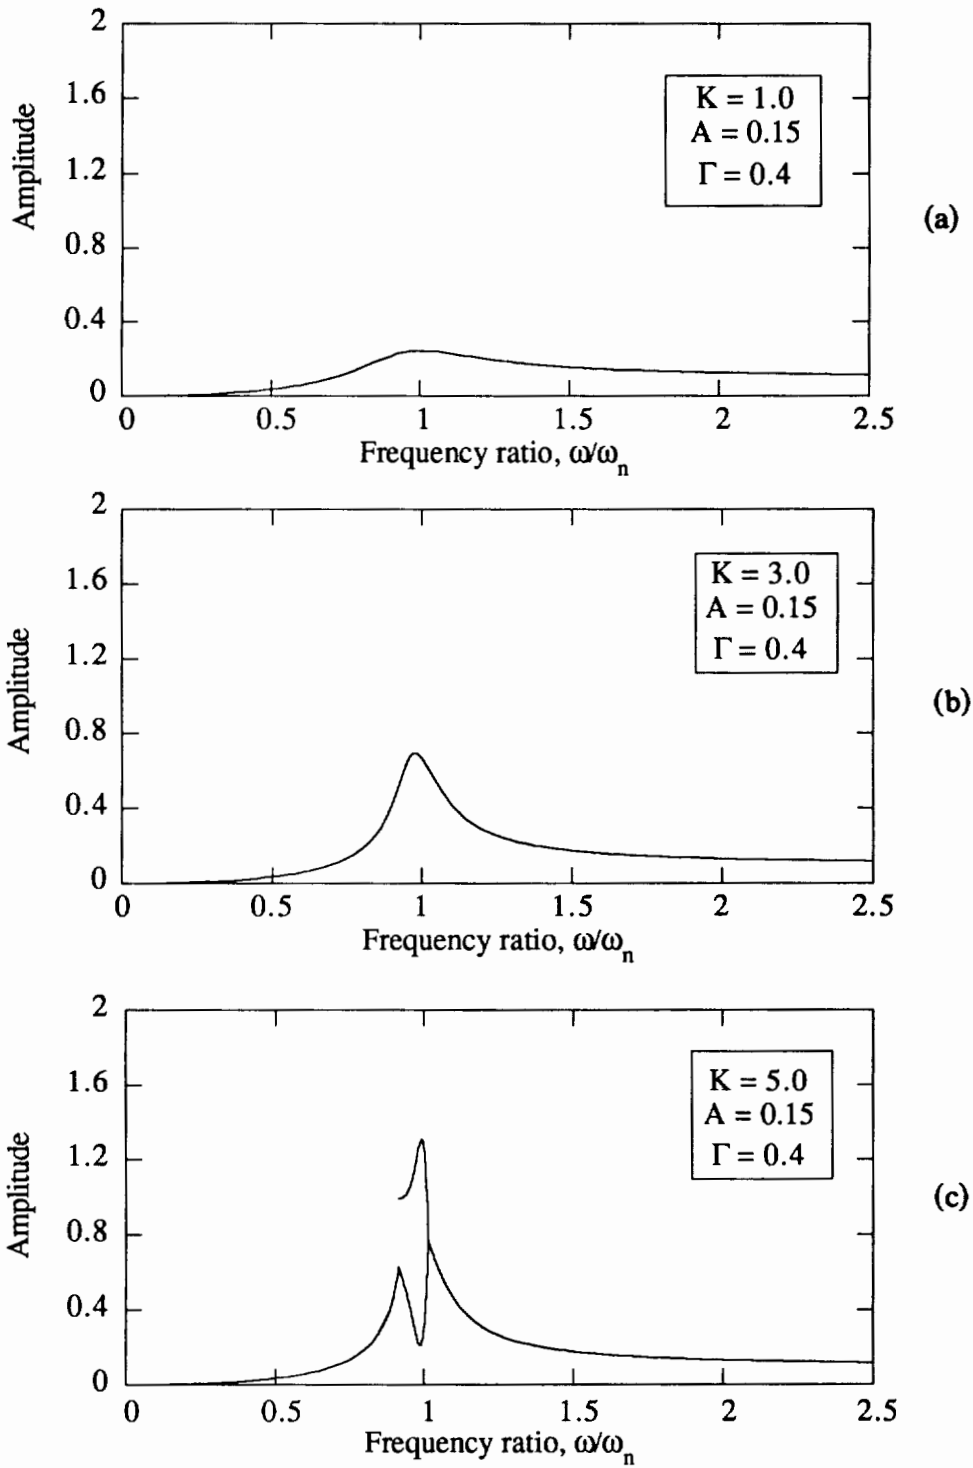 2
1.6
1.2
0.8
0.4
0
Amplitude
K = 1.0
A = 0.15
Γ = 0.4
(a)
0 0.5 1 1.5 2 2.5
Frequency ratio, ω/ωn
2
1.6
1.2
0.8
0.4
0
Amplitude
K = 3.0
A = 0.15
Γ = 0.4
(b)
0 0.5 1 1.5 2 2.5
Frequency ratio, ω/ωn
2
1.6
1.2
0.8
0.4
0
Amplitude
K = 5.0
A = 0.15
Γ = 0.4
(c)
0 0.5 1 1.5 2 2.5
Frequency ratio, ω/ωn